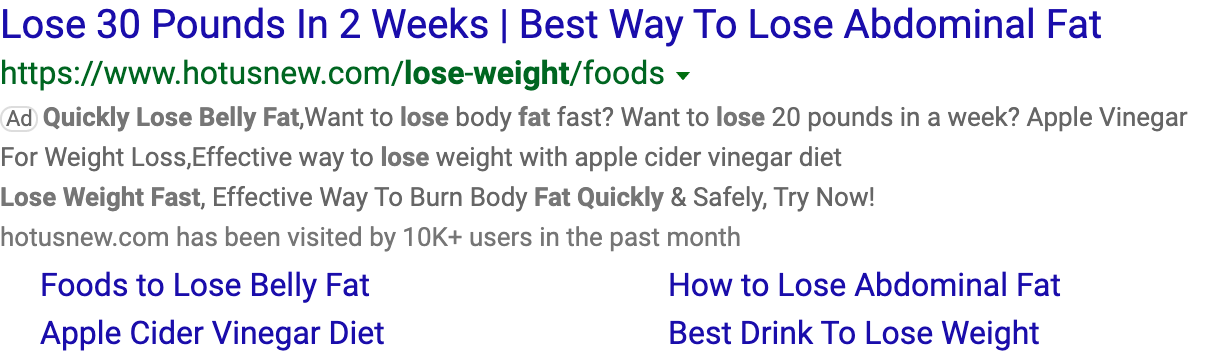 Lose 30 Pounds In 2 Weeks | Best Way To Lose Abdominal Fat
https://www.hotusnew.com/lose-weight/foods
Ad Quickly Lose Belly Fat,Want to lose body fat fast? Want to lose 20 pounds in a week? Apple Vinegar
For Weight Loss,Effective way to lose weight with apple cider vinegar diet
Lose Weight Fast, Effective Way To Burn Body Fat Quickly & Safely, Try Now!
hotusnew.com has been visited by 10K+ users in the past month
Foods to Lose Belly Fat
How to Lose Abdominal Fat
Apple Cider Vinegar Diet
Best Drink To Lose Weight